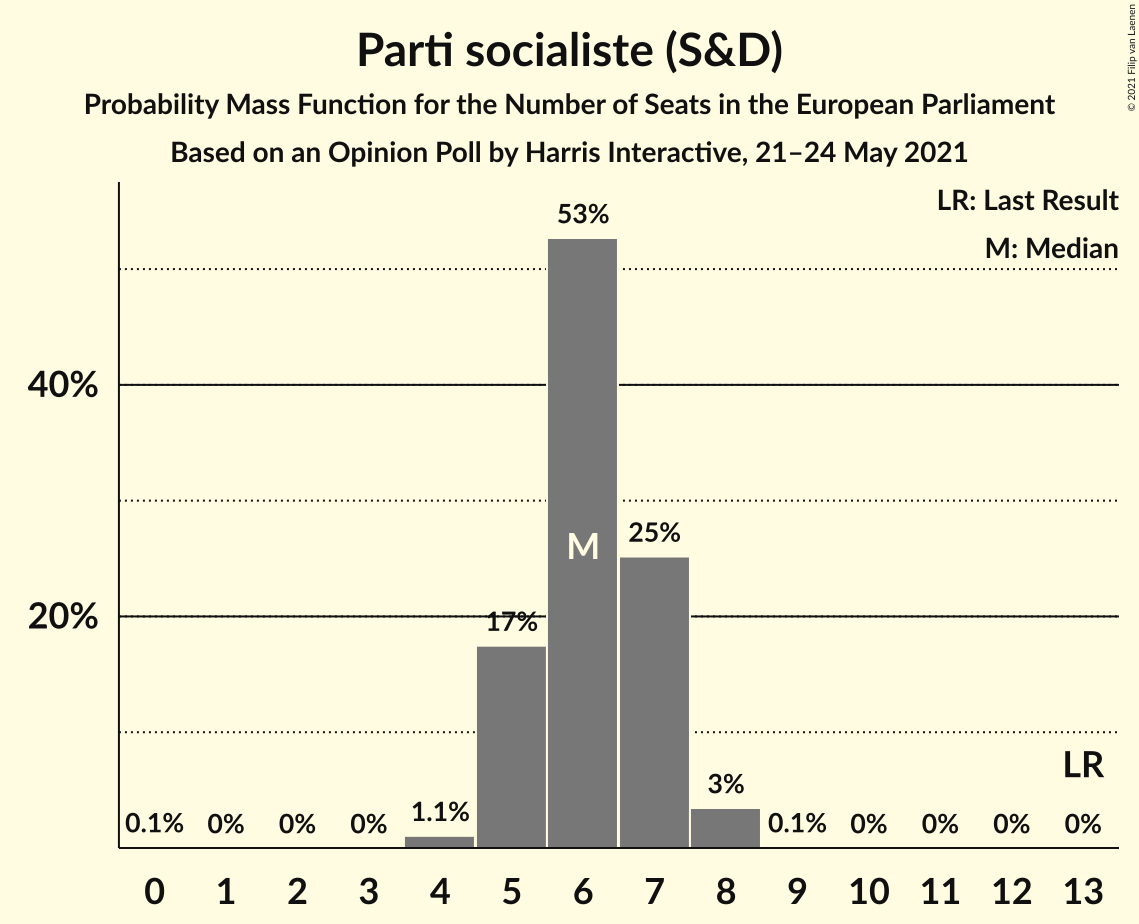 Parti socialiste (S&D)
Probability Mass Function for the Number of Seats in the European Parliament
Based on an Opinion Poll by Harris Interactive, 21–24 May 2021
© 2021 Filip van Laenen
LR: Last Result
M: Median
53%
40%
25%
M
20%
17%
LR
3%
1.1%
0.1% 0% 0% 0% 0.1% 0% 0% 0% 0%
0 1 2 3 4 5 6 7 8 9 10 11 12 13